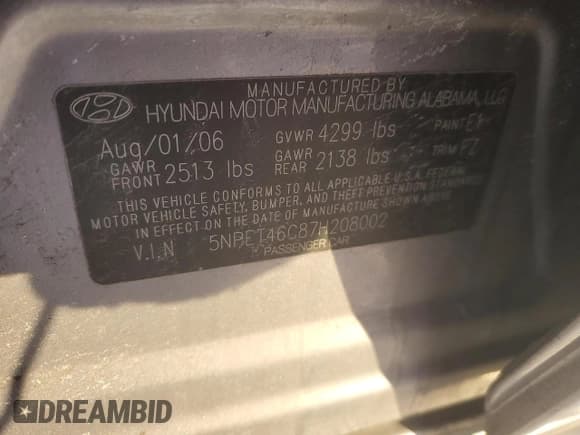 MANUFACTURED BY
HYUNDAI MOTOR MANUFACTURING ALABAMA, LLC
Aug/01/06 GVWR 4299 lbs PAINT
GAWR FRONT 2513 lbs GAWR REAR 2138 lbs TRIM FZ
THIS VEHICLE CONFORMS TO ALL APPLICABLE U.S.A. FEDERAL
MOTOR VEHICLE SAFETY, BUMPER, AND THEFT PREVENTION STANDARDS
IN EFFECT ON THE DATE OF MANUFACTURE SHOWN ABOVE.
V.I.N 5NPET46C87H208002
PASSENGER CAR
DREAMBID